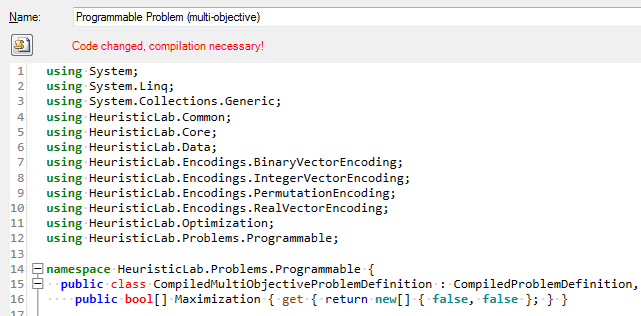 Name: Programmable Problem (multi-objective)
Code changed, compilation necessary!
1 using System;
2 using System.Linq;
3 using System.Collections.Generic;
4 using HeuristicLab.Common;
5 using HeuristicLab.Core;
6 using HeuristicLab.Data;
7 using HeuristicLab.Encodings.BinaryVectorEncoding;
8 using HeuristicLab.Encodings.IntegerVectorEncoding;
9 using HeuristicLab.Encodings.PermutationEncoding;
10 using HeuristicLab.Encodings.RealVectorEncoding;
11 using HeuristicLab.Optimization;
12 using HeuristicLab.Problems.Programmable;
13
14 namespace HeuristicLab.Problems.Programmable {
15 public class CompiledMultiObjectiveProblemDefinition : CompiledProblemDefinition,
16 public bool[] Maximization { get { return new[] { false, false }; } }
17